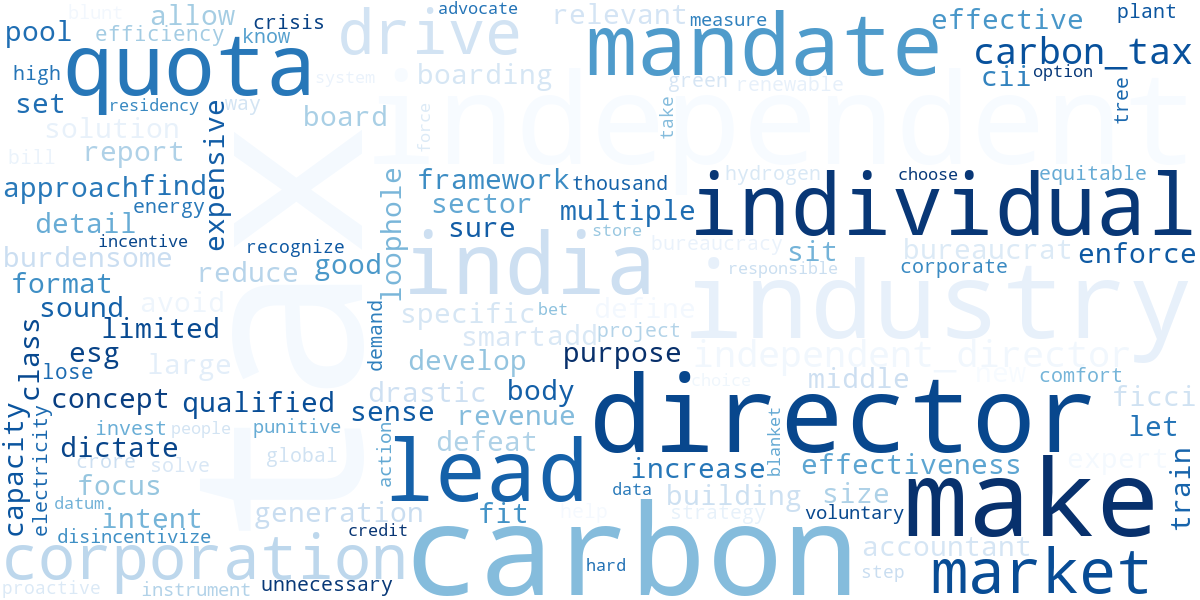 blunt
allow
crisis
advocate
relevant
measure
effective
plant
pool
efficiency
know
drive
mandate
carbon_tax
quota
high
system
boarding
green
renewable
cii
option
set
residency
way
board
force
take
independent
tree
solution
expensive
tax
bill
report
approach
find
loophole
framework
thousand
hydrogen
choose
equitable
energy
sector
multiple
individual
detail
incentive
recognize
sure
store
bureaucracy
sit
bureaucrat
enforce
burdensome
reduce
good
india
responsible
corporate
format
industry
sound
avoid
demand
specific
bet
define
limited
smart
add
project
class
esg
large
develop
purpose
independent_director
lose
drastic
body
choice
middle
new
comfort
concept
qualified
sense
revenue
director
ficci
capacity
electricity
invest
people
punitive
action
lead
defeat
blanket
let
dictate
crore
solve
global
increase
effectiveness
expert
train
focus
datum
data
building
size
make
intent
generation
fit
help
strategy
voluntary
disincentivize
credit
carbon
corporation
hard
accountant
step
market
proactive
instrument
unnecessary